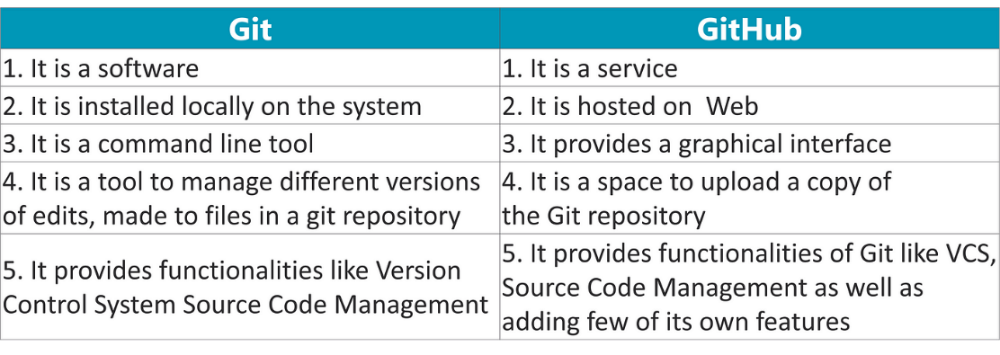 Git
GitHub
1. It is a software
1. It is a service
2. It is installed locally on the system
2. It is hosted on  Web
3. It is a command line tool
3. It provides a graphical interface
4. It is a tool to manage different versions
of edits, made to files in a git repository
4. It is a space to upload a copy of
the Git repository
5. It provides functionalities like Version
Control System Source Code Management
5. It provides functionalities of Git like VCS,
Source Code Management as well as
adding few of its own features